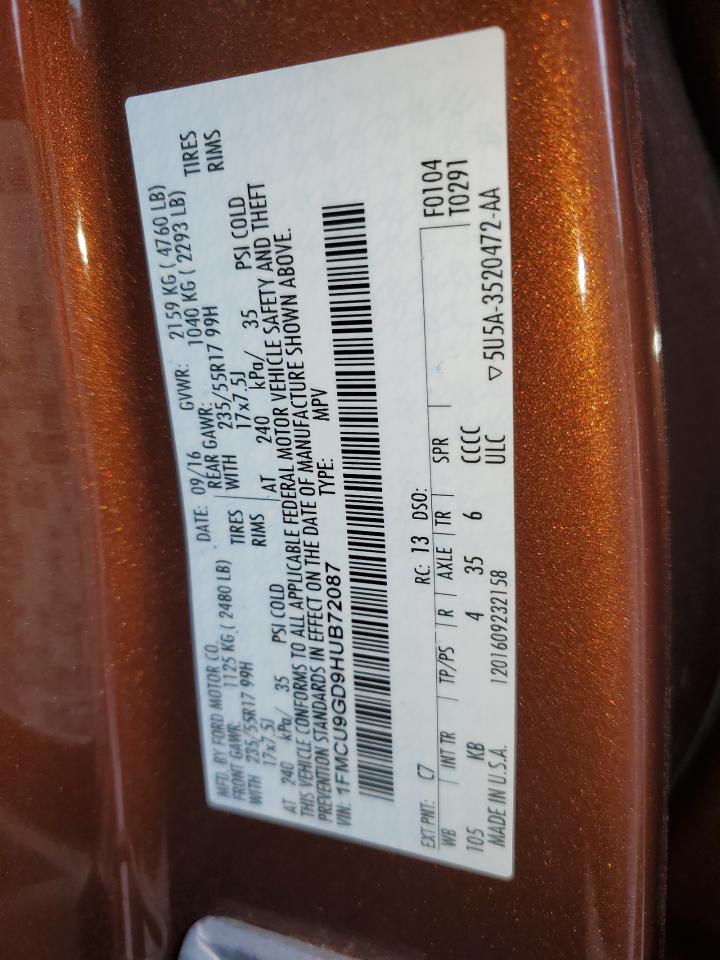 MFD. BY FORD MOTOR CO. DATE: 09/16 GVWR: 2159 KG ( 4760 LB)
FRONT GAWR: 1125 KG ( 2480 LB) REAR GAWR: 1040 KG ( 2293 LB)
WITH 235/55R17 99H TIRES WITH 235/55R17 99H TIRES
17x7.5J RIMS 17x7.5J RIMS
AT 240 kPa/ 35 PSI COLD AT 240 kPa/ 35 PSI COLD
THIS VEHICLE CONFORMS TO ALL APPLICABLE FEDERAL MOTOR VEHICLE SAFETY AND THEFT
PREVENTION STANDARDS IN EFFECT ON THE DATE OF MANUFACTURE SHOWN ABOVE.
VIN: 1FMCU9GD9HUB72087 TYPE: MPV
EXT PNT: C7 RC: 13 DSO: F0104
WB INT TR TP/PS R AXLE TR SPR T0291
105 KB 4 35 6 CCCC
MADE IN U.S.A. 1201609232158 ULC ▽5U5A-3520472-AA